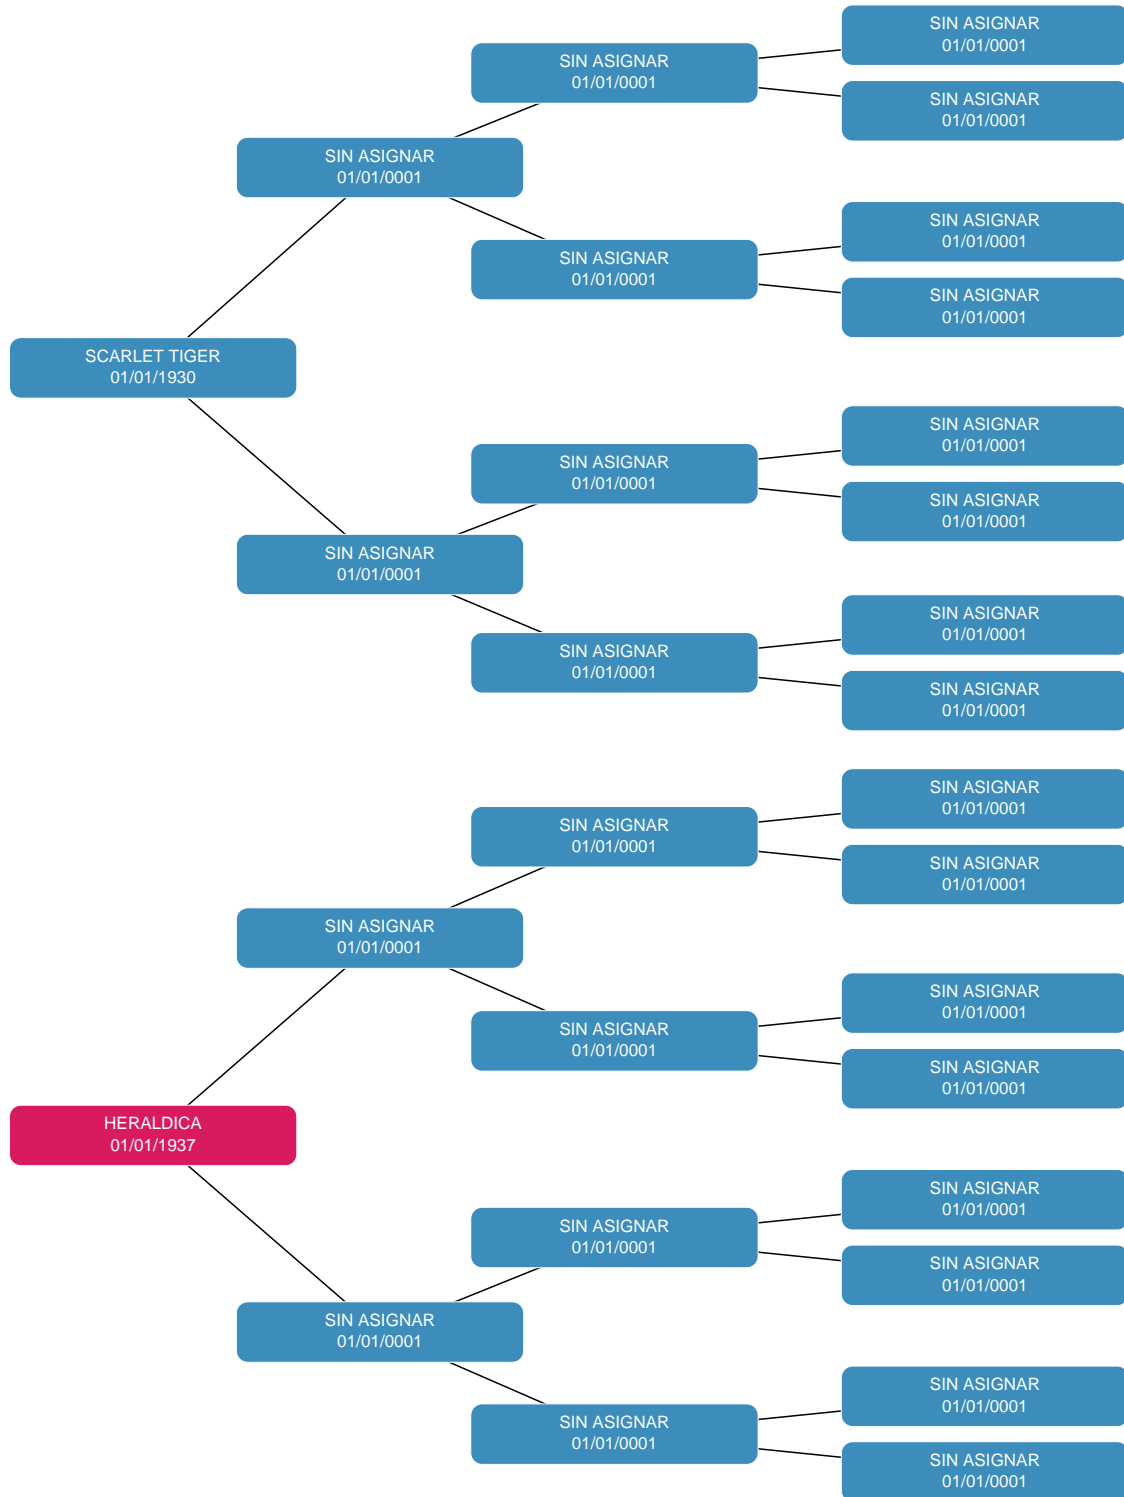 SIN ASIGNAR
01/01/0001
SIN ASIGNAR
01/01/0001
SIN ASIGNAR
01/01/0001
SIN ASIGNAR
01/01/0001
SIN ASIGNAR
01/01/0001
SIN ASIGNAR
01/01/0001
SIN ASIGNAR
01/01/0001
SCARLET TIGER
01/01/1930
SIN ASIGNAR
01/01/0001
SIN ASIGNAR
01/01/0001
SIN ASIGNAR
01/01/0001
SIN ASIGNAR
01/01/0001
SIN ASIGNAR
01/01/0001
SIN ASIGNAR
01/01/0001
SIN ASIGNAR
01/01/0001
SIN ASIGNAR
01/01/0001
SIN ASIGNAR
01/01/0001
SIN ASIGNAR
01/01/0001
SIN ASIGNAR
01/01/0001
SIN ASIGNAR
01/01/0001
SIN ASIGNAR
01/01/0001
SIN ASIGNAR
01/01/0001
HERALDICA
01/01/1937
SIN ASIGNAR
01/01/0001
SIN ASIGNAR
01/01/0001
SIN ASIGNAR
01/01/0001
SIN ASIGNAR
01/01/0001
SIN ASIGNAR
01/01/0001
SIN ASIGNAR
01/01/0001
SIN ASIGNAR
01/01/0001